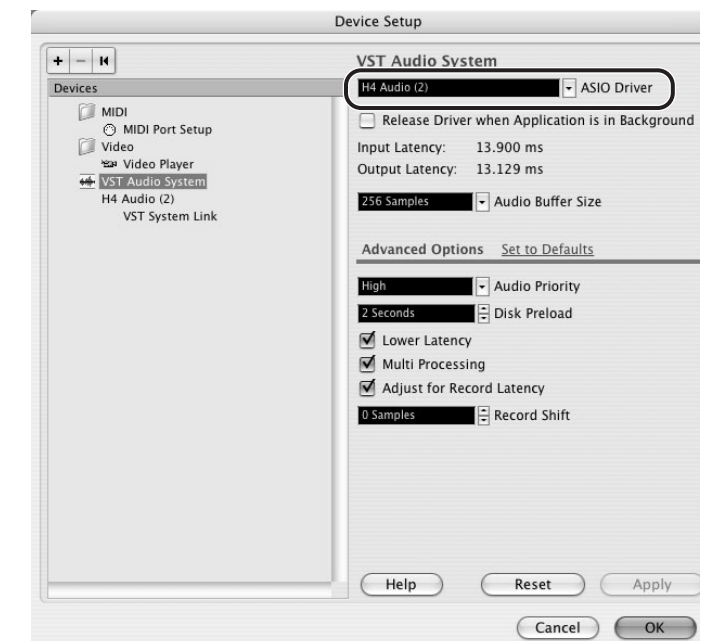 Device Setup
+ – I◀
Devices
MIDI
MIDI Port Setup
Video
Video Player
VST Audio System
H4 Audio (2)
VST System Link
VST Audio System
H4 Audio (2) ASIO Driver
Release Driver when Application is in Background
Input Latency: 13.900 ms
Output Latency: 13.129 ms
256 Samples Audio Buffer Size
Advanced Options Set to Defaults
High Audio Priority
2 Seconds Disk Preload
Lower Latency
Multi Processing
Adjust for Record Latency
0 Samples Record Shift
Help Reset Apply
Cancel OK